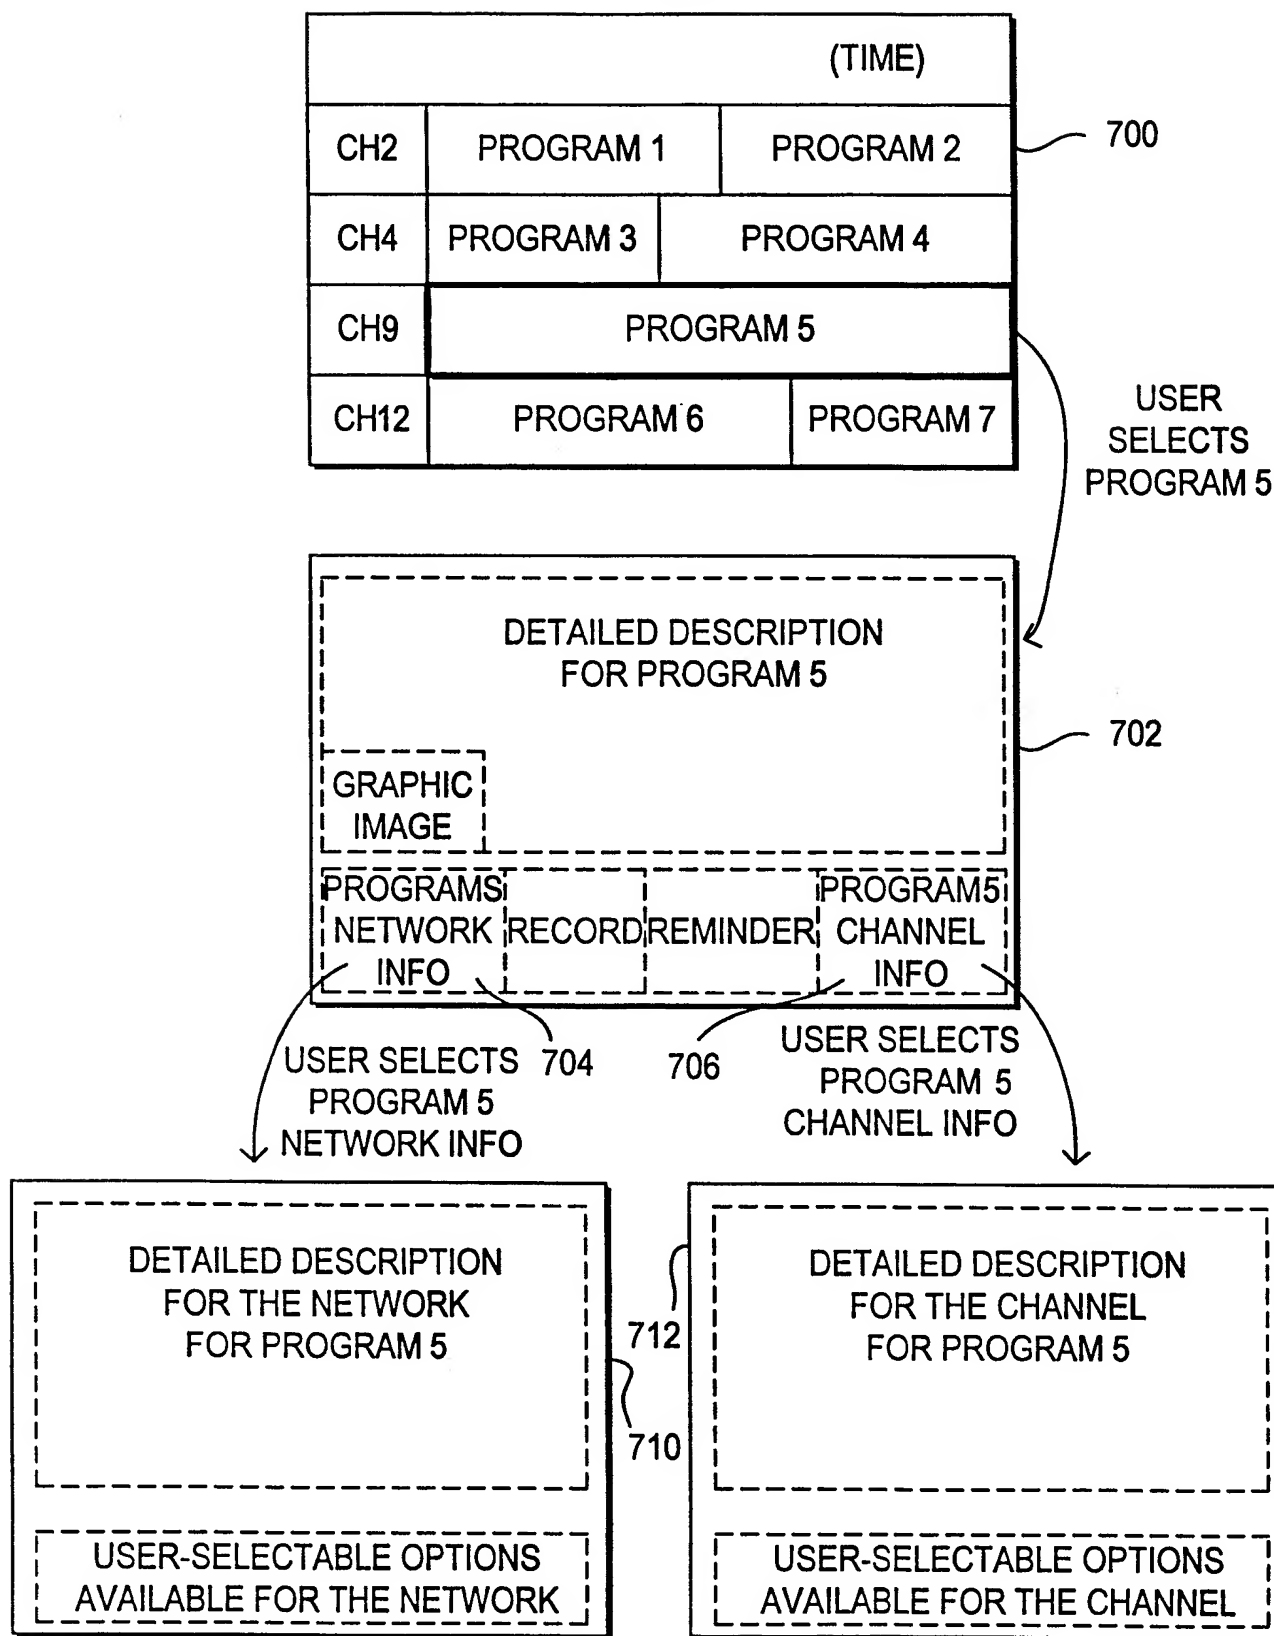 (TIME)
CH2 PROGRAM 1 PROGRAM 2
700
CH4 PROGRAM 3 PROGRAM 4
CH9 PROGRAM 5
CH12 PROGRAM 6 PROGRAM 7
USER
SELECTS
PROGRAM 5
DETAILED DESCRIPTION
FOR PROGRAM 5
702
GRAPHIC
IMAGE
PROGRAMS
NETWORK
INFO
RECORD
REMINDER
PROGRAM5
CHANNEL
INFO
704
706
USER SELECTS
PROGRAM 5
NETWORK INFO
USER SELECTS
PROGRAM 5
CHANNEL INFO
DETAILED DESCRIPTION
FOR THE NETWORK
FOR PROGRAM 5
710
USER-SELECTABLE OPTIONS
AVAILABLE FOR THE NETWORK
712
DETAILED DESCRIPTION
FOR THE CHANNEL
FOR PROGRAM 5
USER-SELECTABLE OPTIONS
AVAILABLE FOR THE CHANNEL